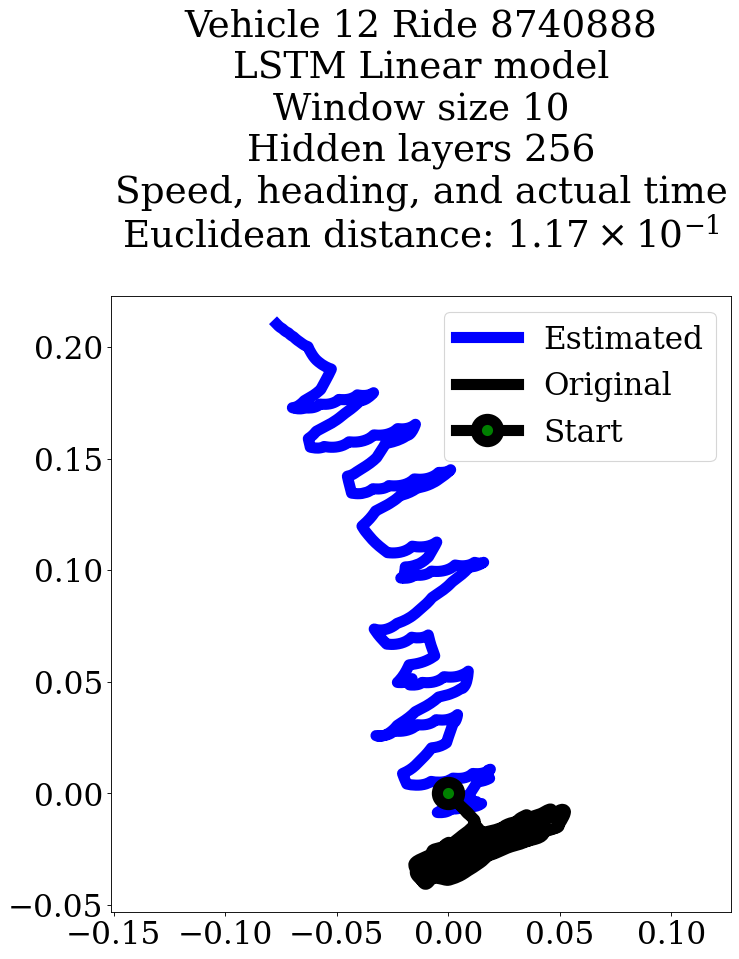 Vehicle 12 Ride 8740888
LSTM Linear model
Window size 10
Hidden layers 256
Speed, heading, and actual time
Euclidean distance: 1.17 × 10⁻¹
Estimated
Original
Start
0.20
0.15
0.10
0.05
0.00
−0.05
−0.15 −0.10 −0.05 0.00 0.05 0.10